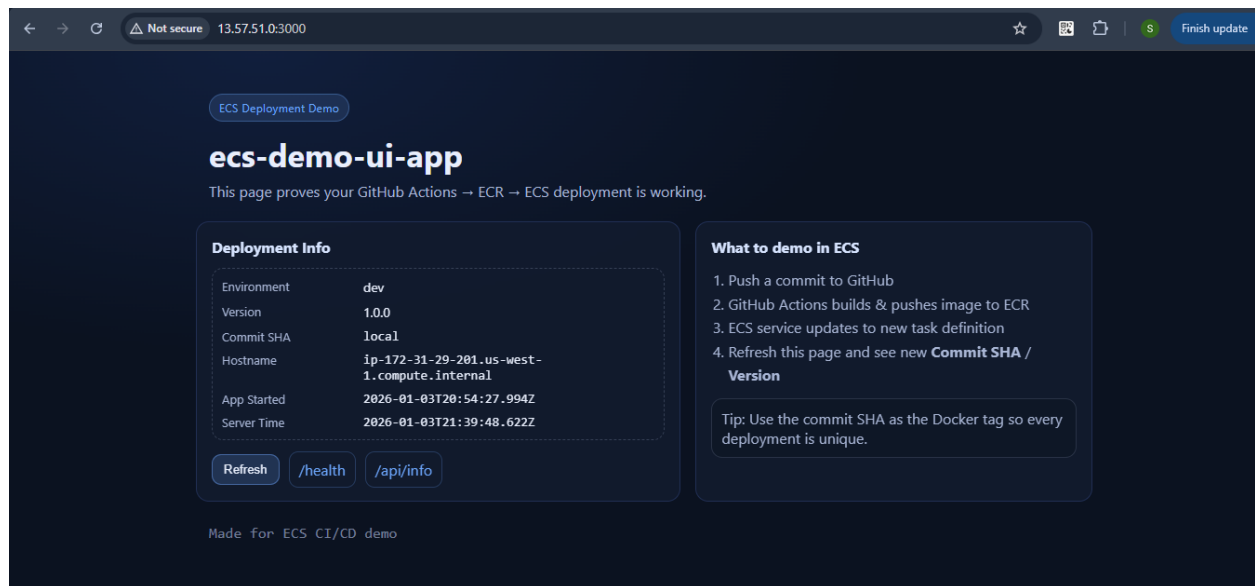 Not secure 13.57.51.0:3000
S
Finish update
ECS Deployment Demo
ecs-demo-ui-app
This page proves your GitHub Actions → ECR → ECS deployment is working.
Deployment Info
Environment dev
Version 1.0.0
Commit SHA local
Hostname ip-172-31-29-201.us-west-
1.compute.internal
App Started 2026-01-03T20:54:27.994Z
Server Time 2026-01-03T21:39:48.622Z
Refresh /health /api/info
What to demo in ECS
1. Push a commit to GitHub
2. GitHub Actions builds & pushes image to ECR
3. ECS service updates to new task definition
4. Refresh this page and see new Commit SHA /
Version
Tip: Use the commit SHA as the Docker tag so every
deployment is unique.
Made for ECS CI/CD demo